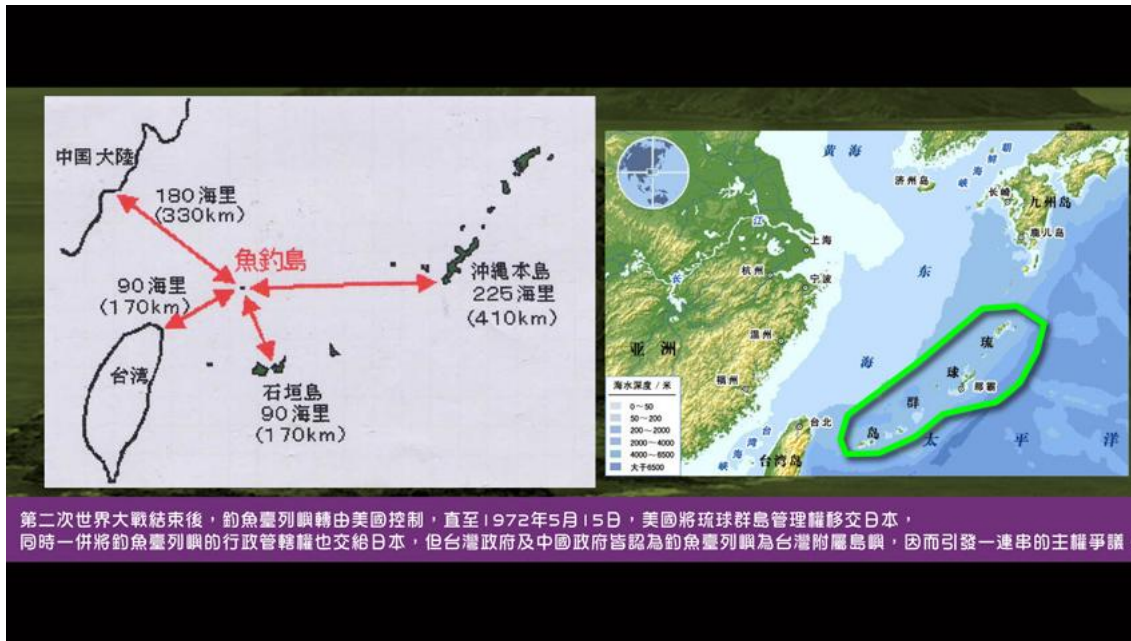 中国大陸
180海里
(330km)
魚釣島
90海里
(170km)
沖縄本島
225海里
(410km)
台湾
石垣島
90海里
(170km)
黄海
朝鲜海峡
济州岛
长崎
九州岛
鹿儿岛
长江
上海
杭州
宁波
东海
温州
亚洲
福州
琉球群岛
那霸
海水深度/米
0～50
50～200
200～2000
2000～4000
4000～6500
大于6500
台湾海峡
台北
台湾岛
太平洋
第二次世界大戰結束後，釣魚臺列嶼轉由美國控制，直至1972年5月15日，美國將琉球群島管理權移交日本，
同時一併將釣魚臺列嶼的行政管轄權也交給日本，但台灣政府及中國政府皆認為釣魚臺列嶼為台灣附屬島嶼，因而引發一連串的主權爭議